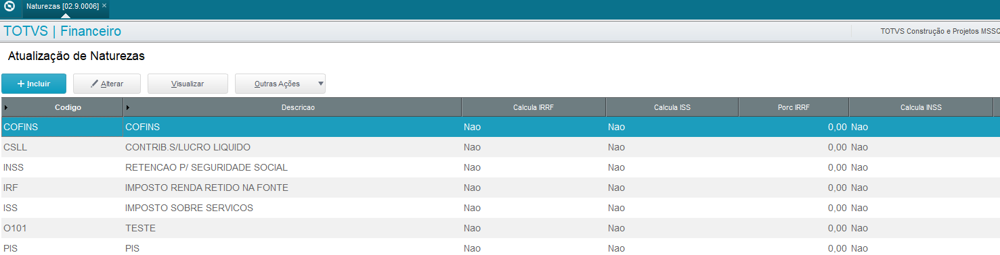 Naturezas [02.9.0006] ×
TOTVS | Financeiro
TOTVS Construção e Projetos MSSQ
Atualização de Naturezas
+ Incluir Alterar Visualizar Outras Ações
Codigo Descricao Calcula IRRF Calcula ISS Porc IRRF Calcula INSS
COFINS COFINS Nao Nao 0,00 Nao
CSLL CONTRIB.S/LUCRO LIQUIDO Nao Nao 0,00 Nao
INSS RETENCAO P/ SEGURIDADE SOCIAL Nao Nao 0,00 Nao
IRF IMPOSTO RENDA RETIDO NA FONTE Nao Nao 0,00 Nao
ISS IMPOSTO SOBRE SERVICOS Nao Nao 0,00 Nao
O101 TESTE Nao Nao 0,00 Nao
PIS PIS Nao Nao 0,00 Nao